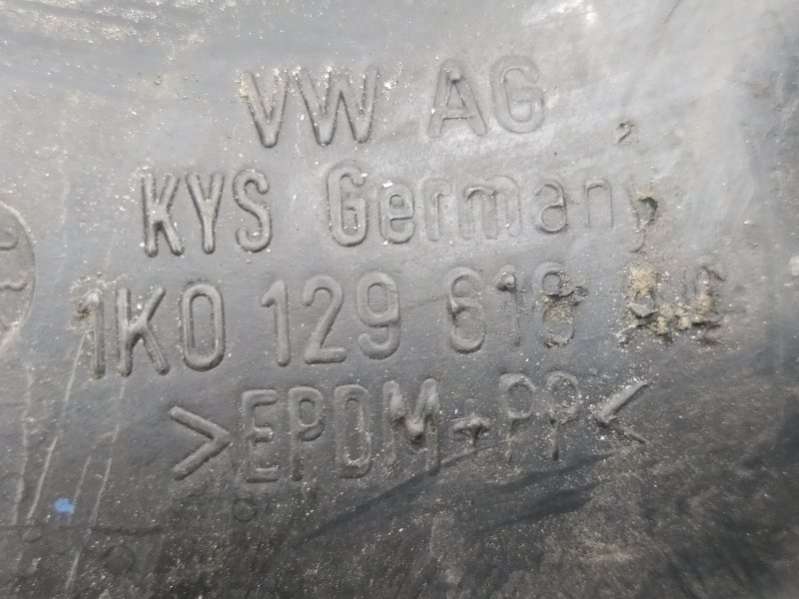 VW AG
KYS Germany
1K0 129 618
>EPDM+PP<